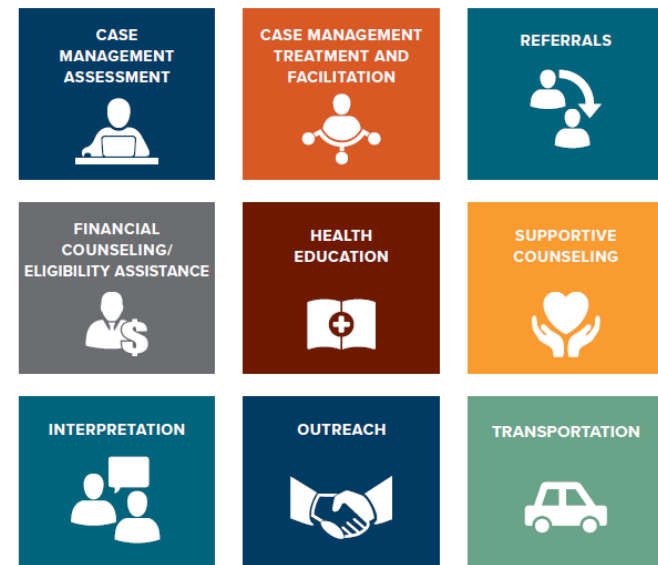 CASE
MANAGEMENT
ASSESSMENT
CASE MANAGEMENT
TREATMENT AND
FACILITATION
REFERRALS
FINANCIAL
COUNSELING/
ELIGIBILITY ASSISTANCE
$
HEALTH
EDUCATION
SUPPORTIVE
COUNSELING
INTERPRETATION
OUTREACH
TRANSPORTATION